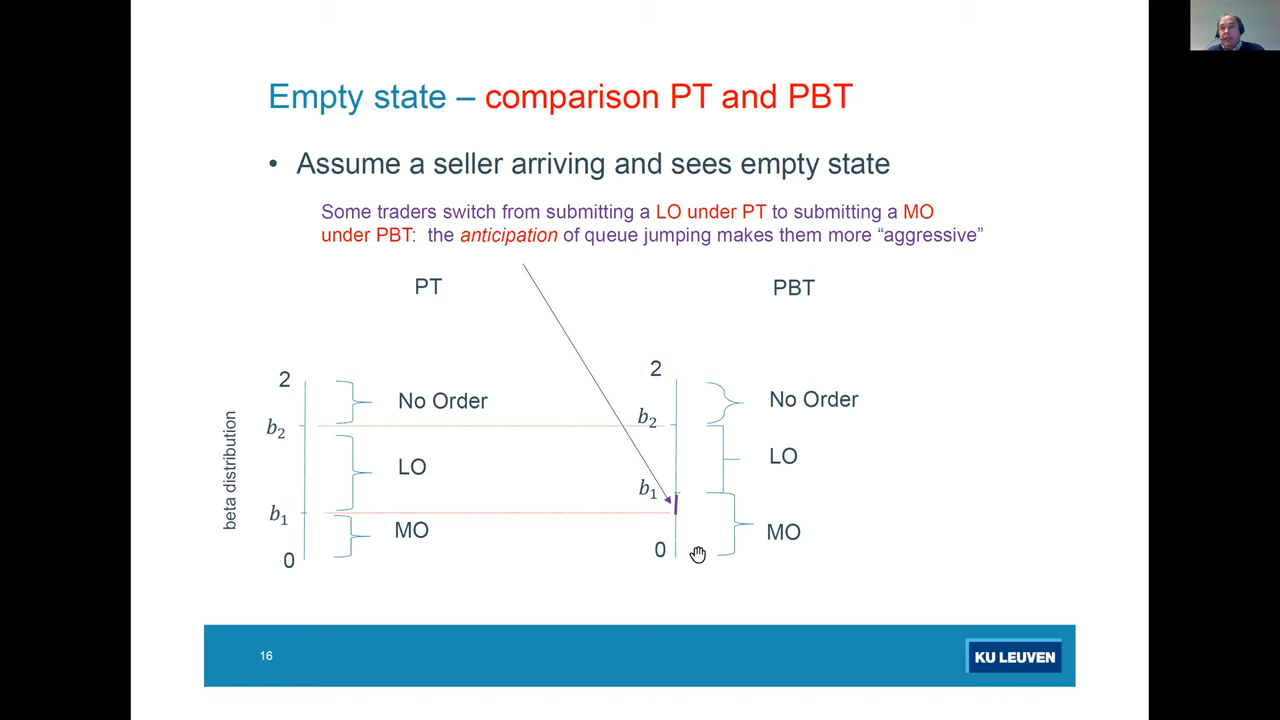 Empty state – comparison PT and PBT
• Assume a seller arriving and sees empty state
Some traders switch from submitting a LO under PT to submitting a MO
under PBT: the anticipation of queue jumping makes them more “aggressive”
PT
PBT
beta distribution
2
b₂
b₁
0
No Order
LO
MO
2
b₂
b₁
0
No Order
LO
MO
16
KU LEUVEN